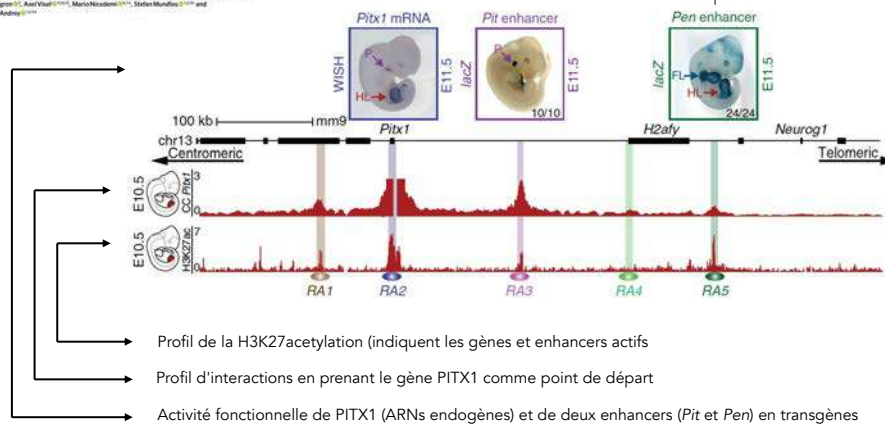 Andrey
Pitx1 mRNA
Pit enhancer
Pen enhancer
WISH
P
HL
E11.5
lacZ
P
10/10
E11.5
lacZ
FL
HL
24/24
E11.5
100 kb
mm9
Pitx1
H2afy
Neurog1
chr13
Centromeric
Telomeric
E10.5
CC Pitx1
3
0
E10.5
H3K27ac
7
0
RA1
RA2
RA3
RA4
RA5
Profil de la H3K27acetylation (indiquent les gènes et enhancers actifs
Profil d'interactions en prenant le gène PITX1 comme point de départ
Activité fonctionnelle de PITX1 (ARNs endogènes) et de deux enhancers (Pit et Pen) en transgènes